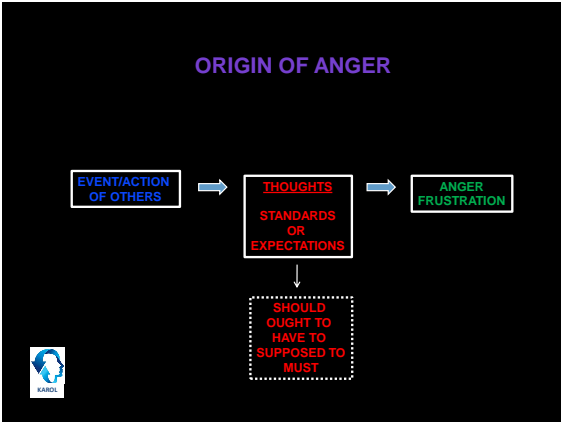 ORIGIN OF ANGER
EVENT/ACTION
OF OTHERS
THOUGHTS
STANDARDS
OR
EXPECTATIONS
ANGER
FRUSTRATION
SHOULD
OUGHT TO
HAVE TO
SUPPOSED TO
MUST
KARDL